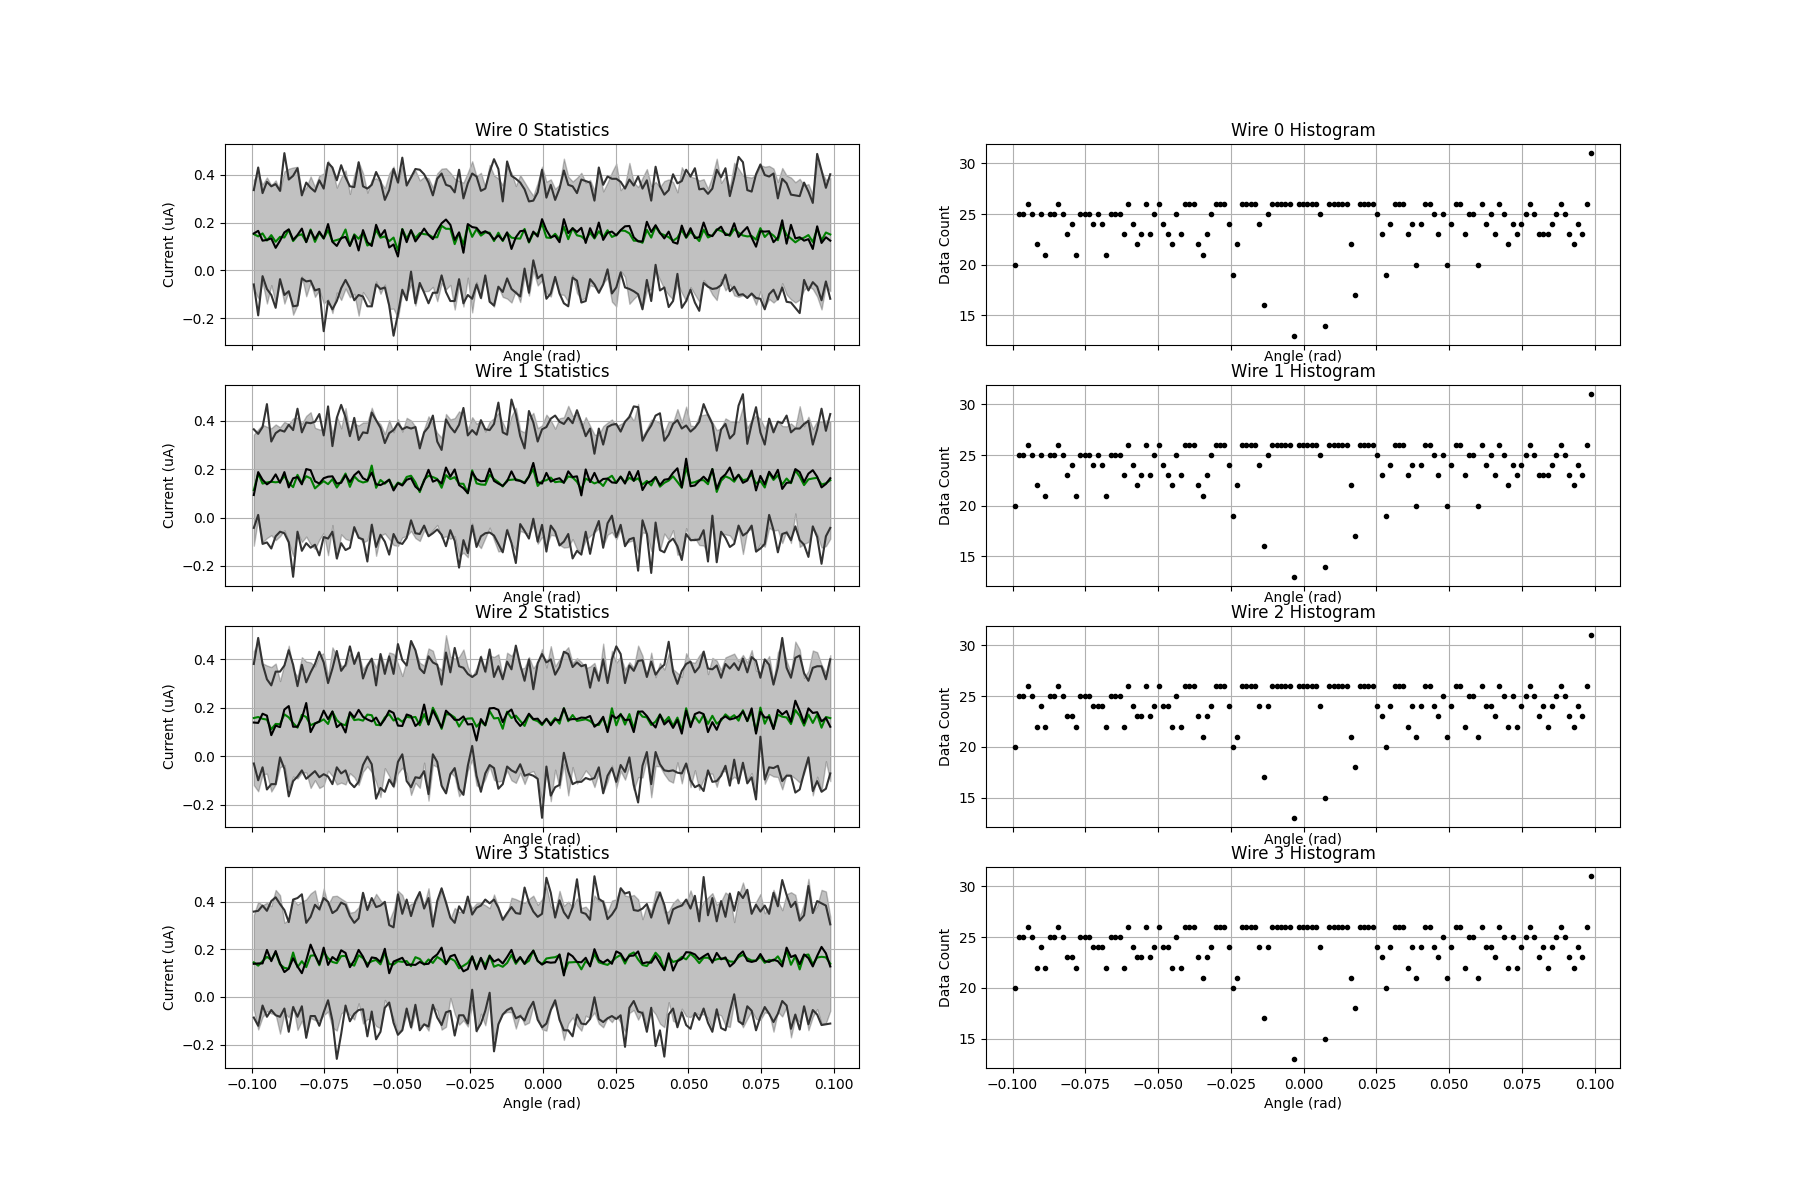 Wire 0 Statistics
Current (uA)
0.4
0.2
0.0
−0.2
Angle (rad)
Wire 0 Histogram
Data Count
30
25
20
15
Angle (rad)
Wire 1 Statistics
Current (uA)
0.4
0.2
0.0
−0.2
Angle (rad)
Wire 1 Histogram
Data Count
30
25
20
15
Angle (rad)
Wire 2 Statistics
Current (uA)
0.4
0.2
0.0
−0.2
Angle (rad)
Wire 2 Histogram
Data Count
30
25
20
15
Angle (rad)
Wire 3 Statistics
Current (uA)
0.4
0.2
0.0
−0.2
−0.100 −0.075 −0.050 −0.025 0.000 0.025 0.050 0.075 0.100
Angle (rad)
Wire 3 Histogram
Data Count
30
25
20
15
−0.100 −0.075 −0.050 −0.025 0.000 0.025 0.050 0.075 0.100
Angle (rad)